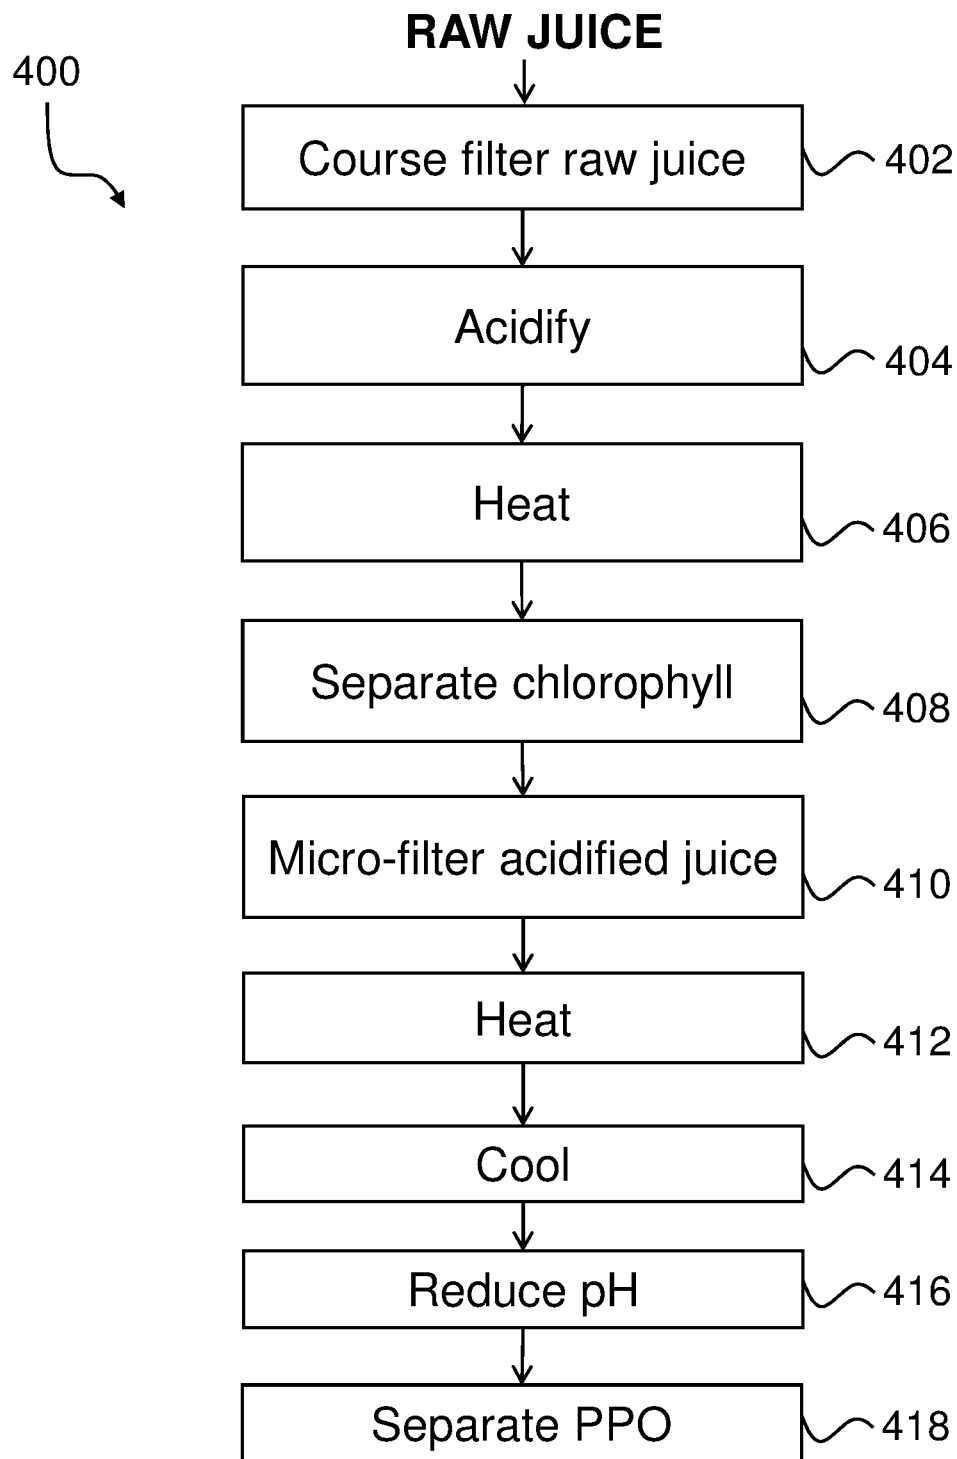 RAW JUICE
400
Course filter raw juice
402
Acidify
404
Heat
406
Separate chlorophyll
408
Micro-filter acidified juice
410
Heat
412
Cool
414
Reduce pH
416
Separate PPO
418